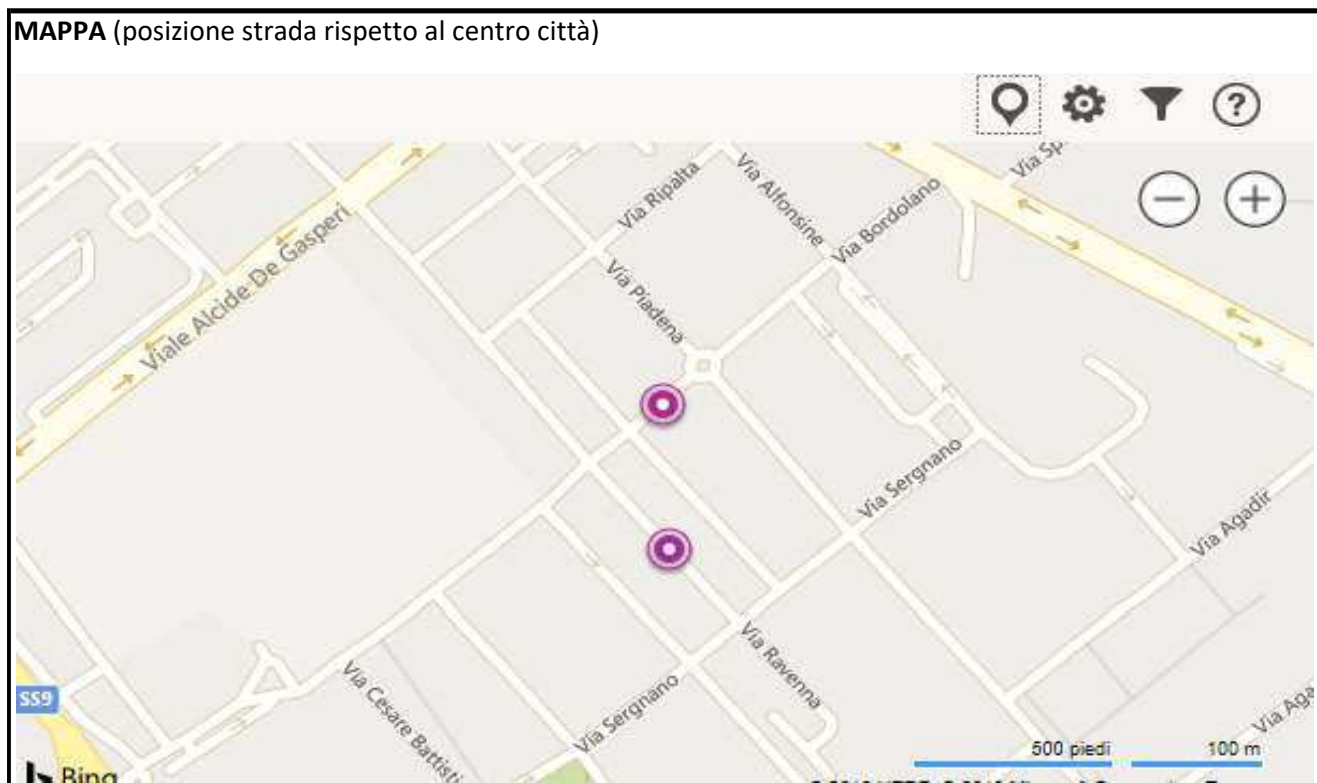 MAPPA (posizione strada rispetto al centro città)
?
Via Ripalta
Via Alfonsine
Via Bordolano
Viale Alcide De Gasperi
Via Piadena
Via Sergnano
Via Agadir
Via Ravenna
Via Cesare Battisti
Via Sergnano
SS9
500 piedi
100 m
Bing